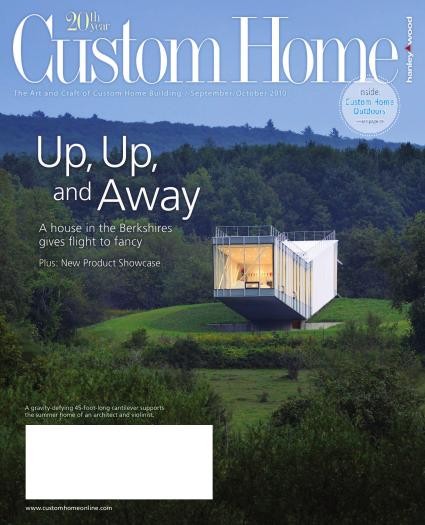 20th
year
Custom Home
hanley wood
The Art and Craft of Custom Home Building / September/October 2010
Inside:
Custom Home
Outdoors
Up, Up,
and Away
A house in the Berkshires
gives flight to fancy
Plus: New Product Showcase
A gravity-defying 45-foot-long cantilever supports
the summer home of an architect and violinist.
www.customhomeonline.com